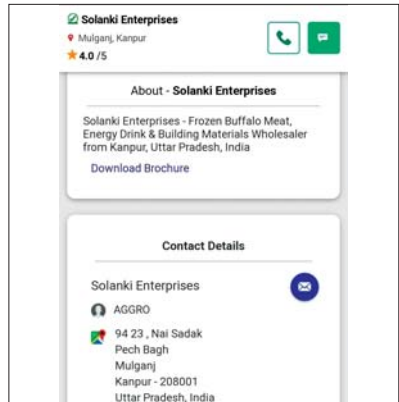 Solanki Enterprises
Mulganj, Kanpur
4.0 /5
About - Solanki Enterprises
Solanki Enterprises - Frozen Buffalo Meat,
Energy Drink & Building Materials Wholesaler
from Kanpur, Uttar Pradesh, India
Download Brochure
Contact Details
Solanki Enterprises
AGGRO
94 23 , Nai Sadak
Pech Bagh
Mulganj
Kanpur - 208001
Uttar Pradesh, India